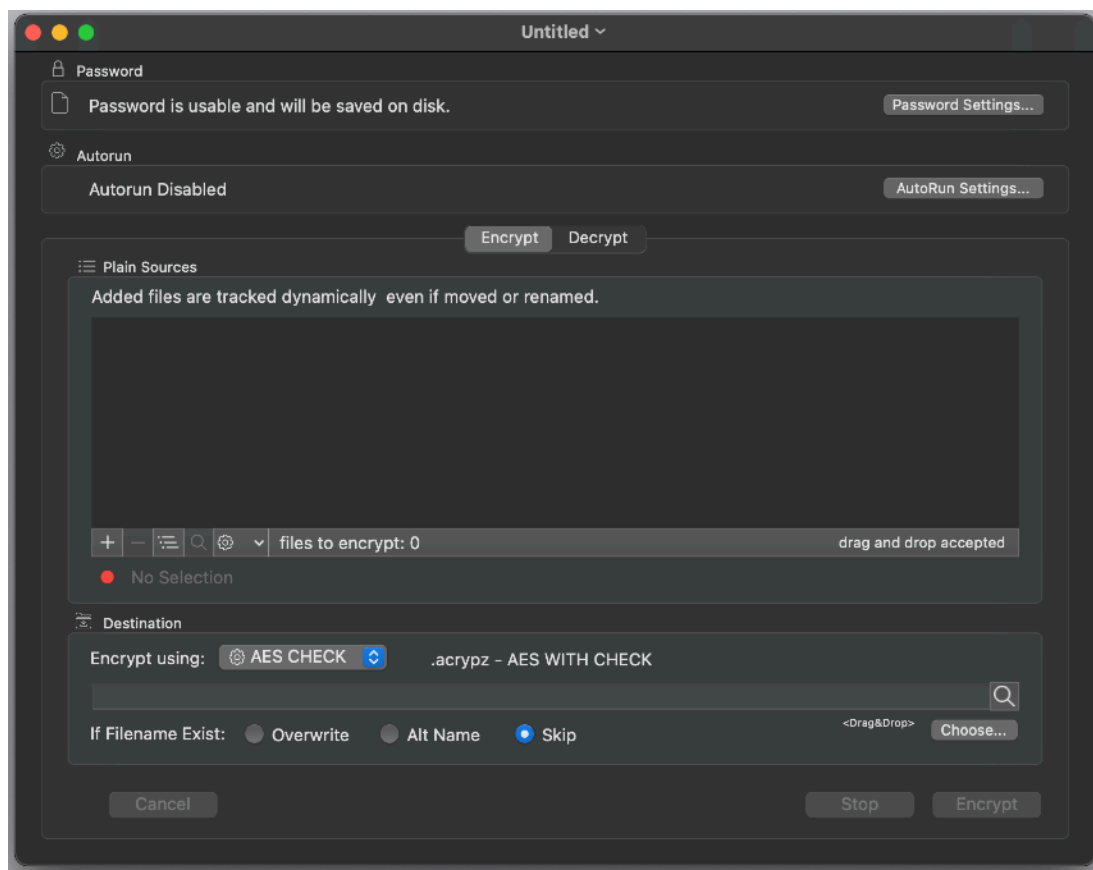 Untitled
Password
Password is usable and will be saved on disk. Password Settings...
Autorun
Autorun Disabled AutoRun Settings...
Encrypt Decrypt
Plain Sources
Added files are tracked dynamically  even if moved or renamed.
files to encrypt: 0 drag and drop accepted
No Selection
Destination
Encrypt using: AES CHECK .acrypz - AES WITH CHECK
If Filename Exist: Overwrite Alt Name Skip <Drag&Drop> Choose...
Cancel Stop Encrypt